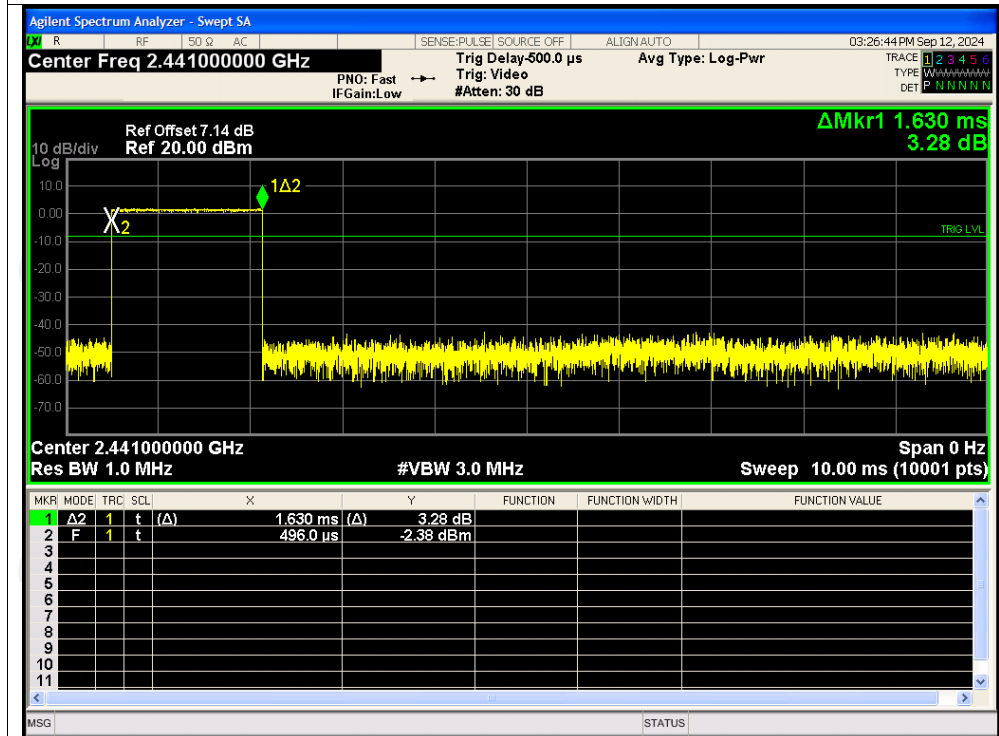 Agilent Spectrum Analyzer - Swept SA
LXI R RF 50 Ω AC SENSE:PULSE SOURCE OFF ALIGN AUTO 03:26:44 PM Sep 12, 2024
Center Freq 2.441000000 GHz
PNO: Fast
IFGain:Low
Trig Delay-500.0 µs
Trig: Video
#Atten: 30 dB
Avg Type: Log-Pwr
TRACE 1 2 3 4 5 6
TYPE W
DET P N N N N N
ΔMkr1 1.630 ms
3.28 dB
Ref Offset 7.14 dB
10 dB/div Ref 20.00 dBm
Log
10.0
1Δ2
0.00
2
TRIG LVL
-10.0
-20.0
-30.0
-40.0
-50.0
-60.0
-70.0
Center 2.441000000 GHz Span 0 Hz
Res BW 1.0 MHz #VBW 3.0 MHz Sweep 10.00 ms (10001 pts)
MKR MODE TRC SCL X Y FUNCTION FUNCTION WIDTH FUNCTION VALUE
1 Δ2 1 t (Δ) 1.630 ms (Δ) 3.28 dB
2 F 1 t 496.0 µs -2.38 dBm
3
4
5
6
7
8
9
10
11
MSG STATUS